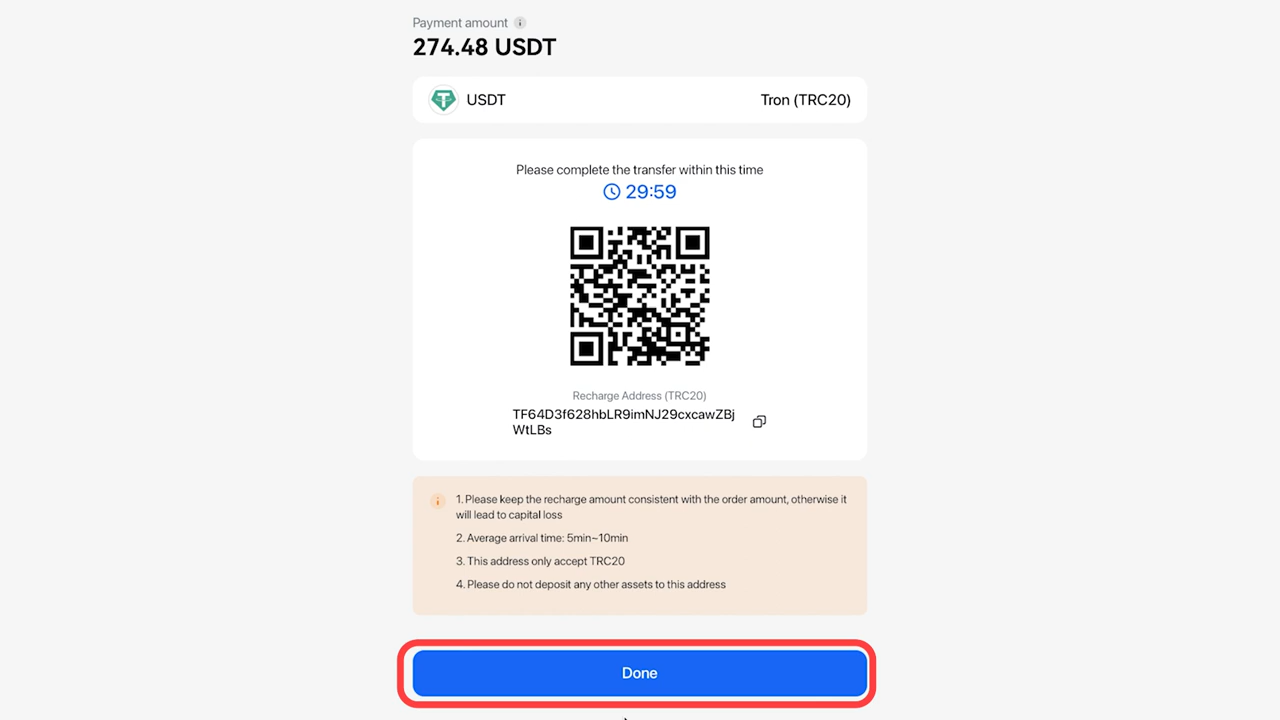 Payment amount
274.48 USDT
USDT
Tron (TRC20)
Please complete the transfer within this time
29:59
Recharge Address (TRC20)
TF64D3f628hbLR9imNJ29cxcawZBj
WtLBs
1. Please keep the recharge amount consistent with the order amount, otherwise it
will lead to capital loss
2. Average arrival time: 5min~10min
3. This address only accept TRC20
4. Please do not deposit any other assets to this address
Done